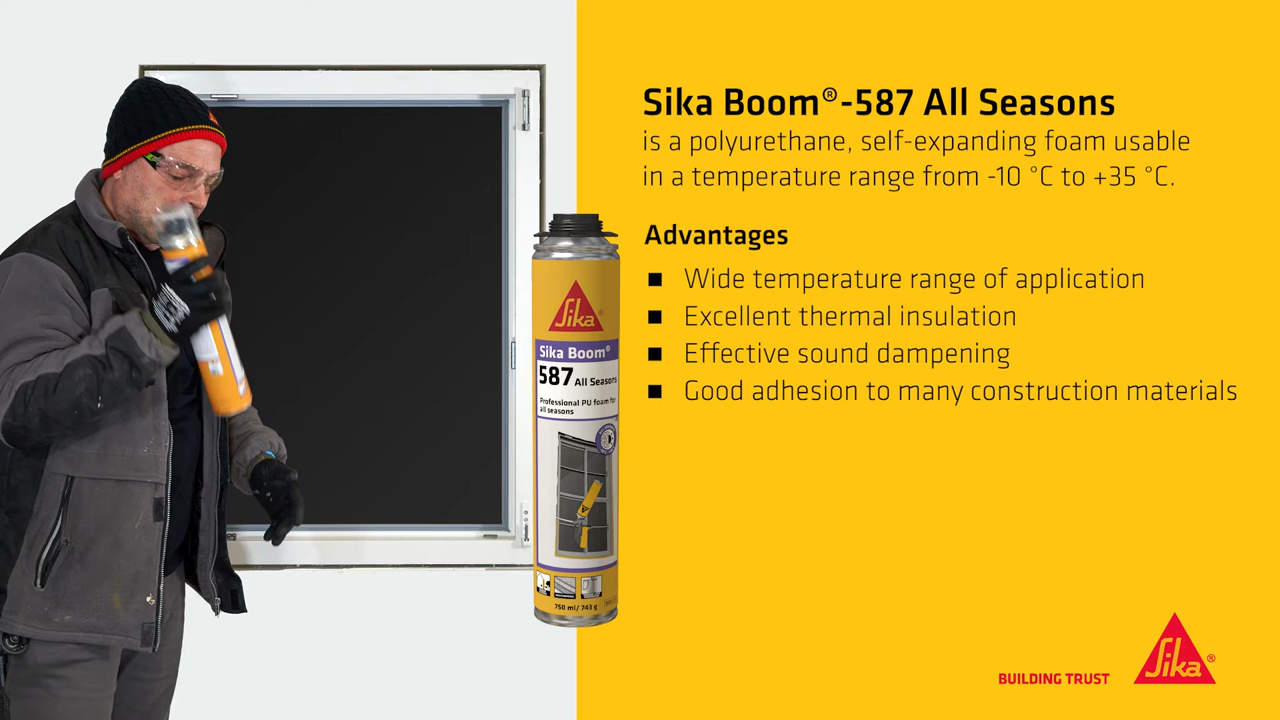 Sika Boom®-587 All Seasons
is a polyurethane, self-expanding foam usable
in a temperature range from -10 °C to +35 °C.
Advantages
■ Wide temperature range of application
■ Excellent thermal insulation
■ Effective sound dampening
■ Good adhesion to many construction materials
Sika
Sika Boom®
587 All Seasons
Professional PU foam for
all seasons
750 ml/ 743 g
BUILDING TRUST
Sika®